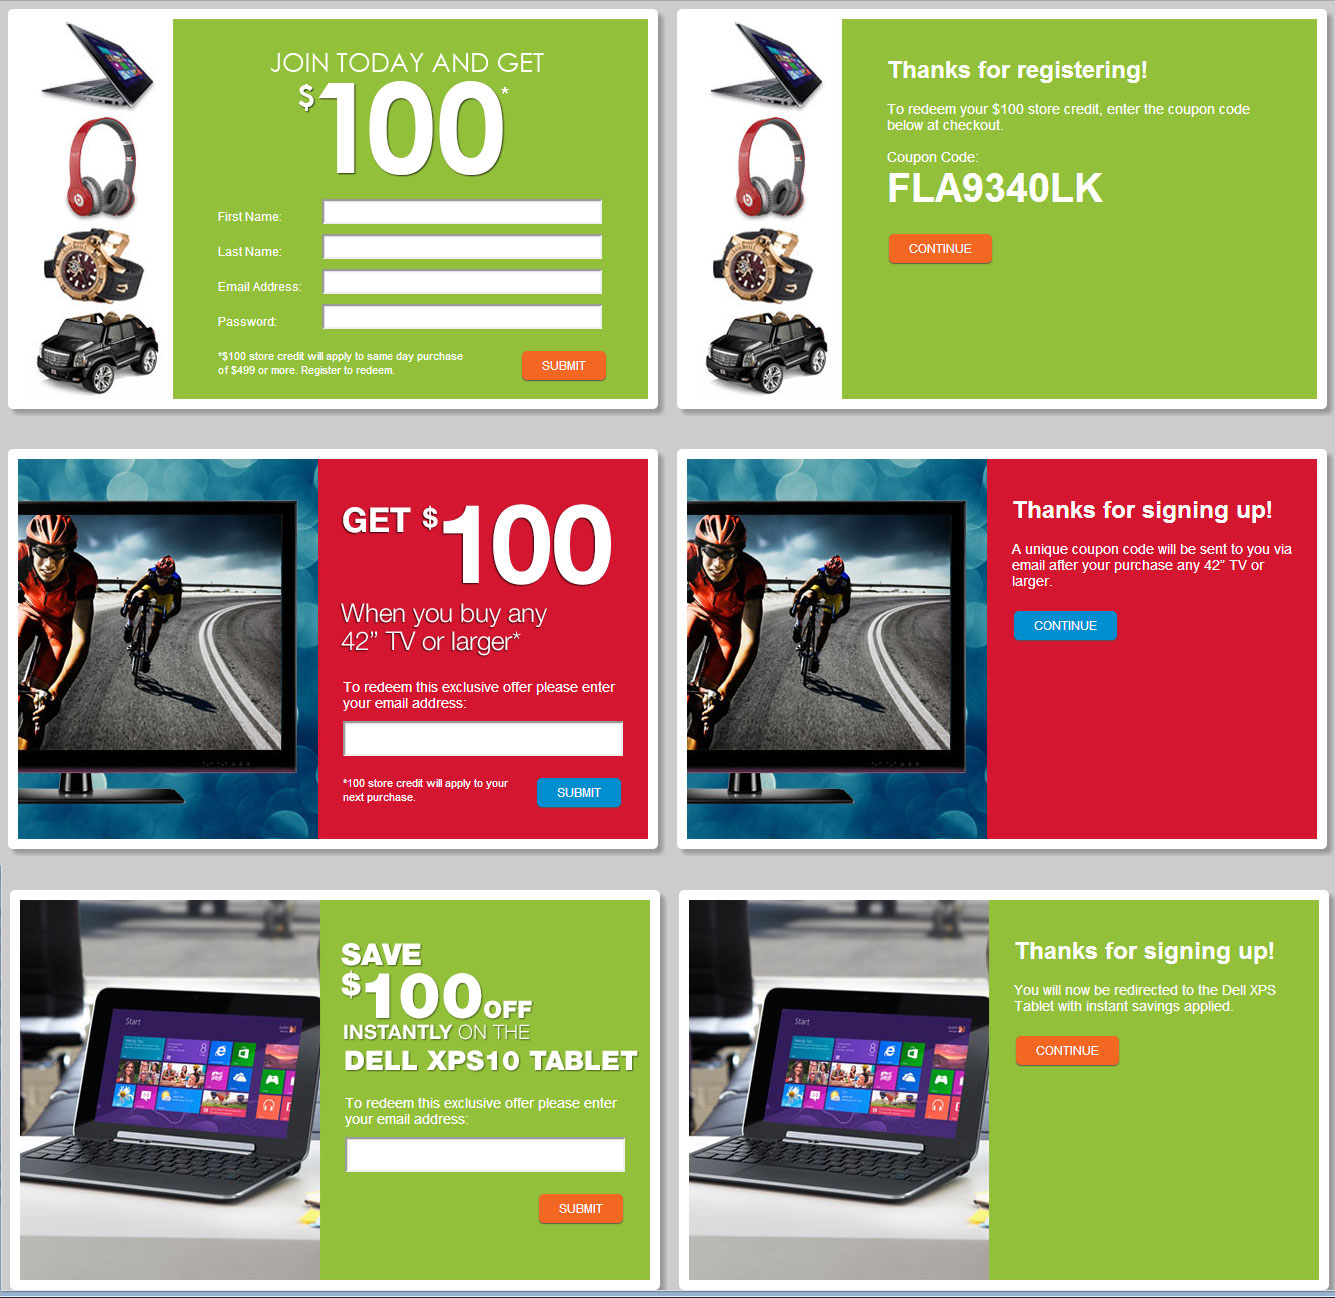 JOIN TODAY AND GET
$100*
First Name:
Last Name:
Email Address:
Password:
*$100 store credit will apply to same day purchase
of $499 or more. Register to redeem.
SUBMIT
Thanks for registering!
To redeem your $100 store credit, enter the coupon code
below at checkout.
Coupon Code:
FLA9340LK
CONTINUE
GET $100
When you buy any
42” TV or larger*
To redeem this exclusive offer please enter
your email address:
*100 store credit will apply to your
next purchase.
SUBMIT
Thanks for signing up!
A unique coupon code will be sent to you via
email after your purchase any 42” TV or
larger.
CONTINUE
Start
SAVE
$100 OFF
INSTANTLY ON THE
DELL XPS10 TABLET
To redeem this exclusive offer please enter
your email address:
SUBMIT
Start
Thanks for signing up!
You will now be redirected to the Dell XPS
Tablet with instant savings applied.
CONTINUE